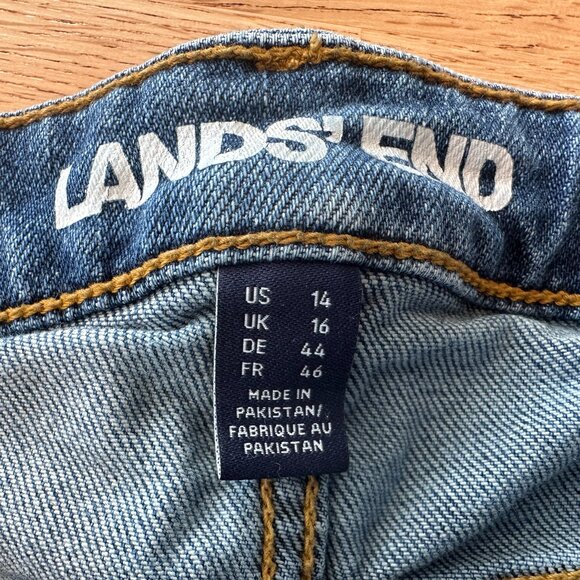 LANDS' END
US 14
UK 16
DE 44
FR 46
MADE IN
PAKISTAN/
FABRIQUE AU
PAKISTAN